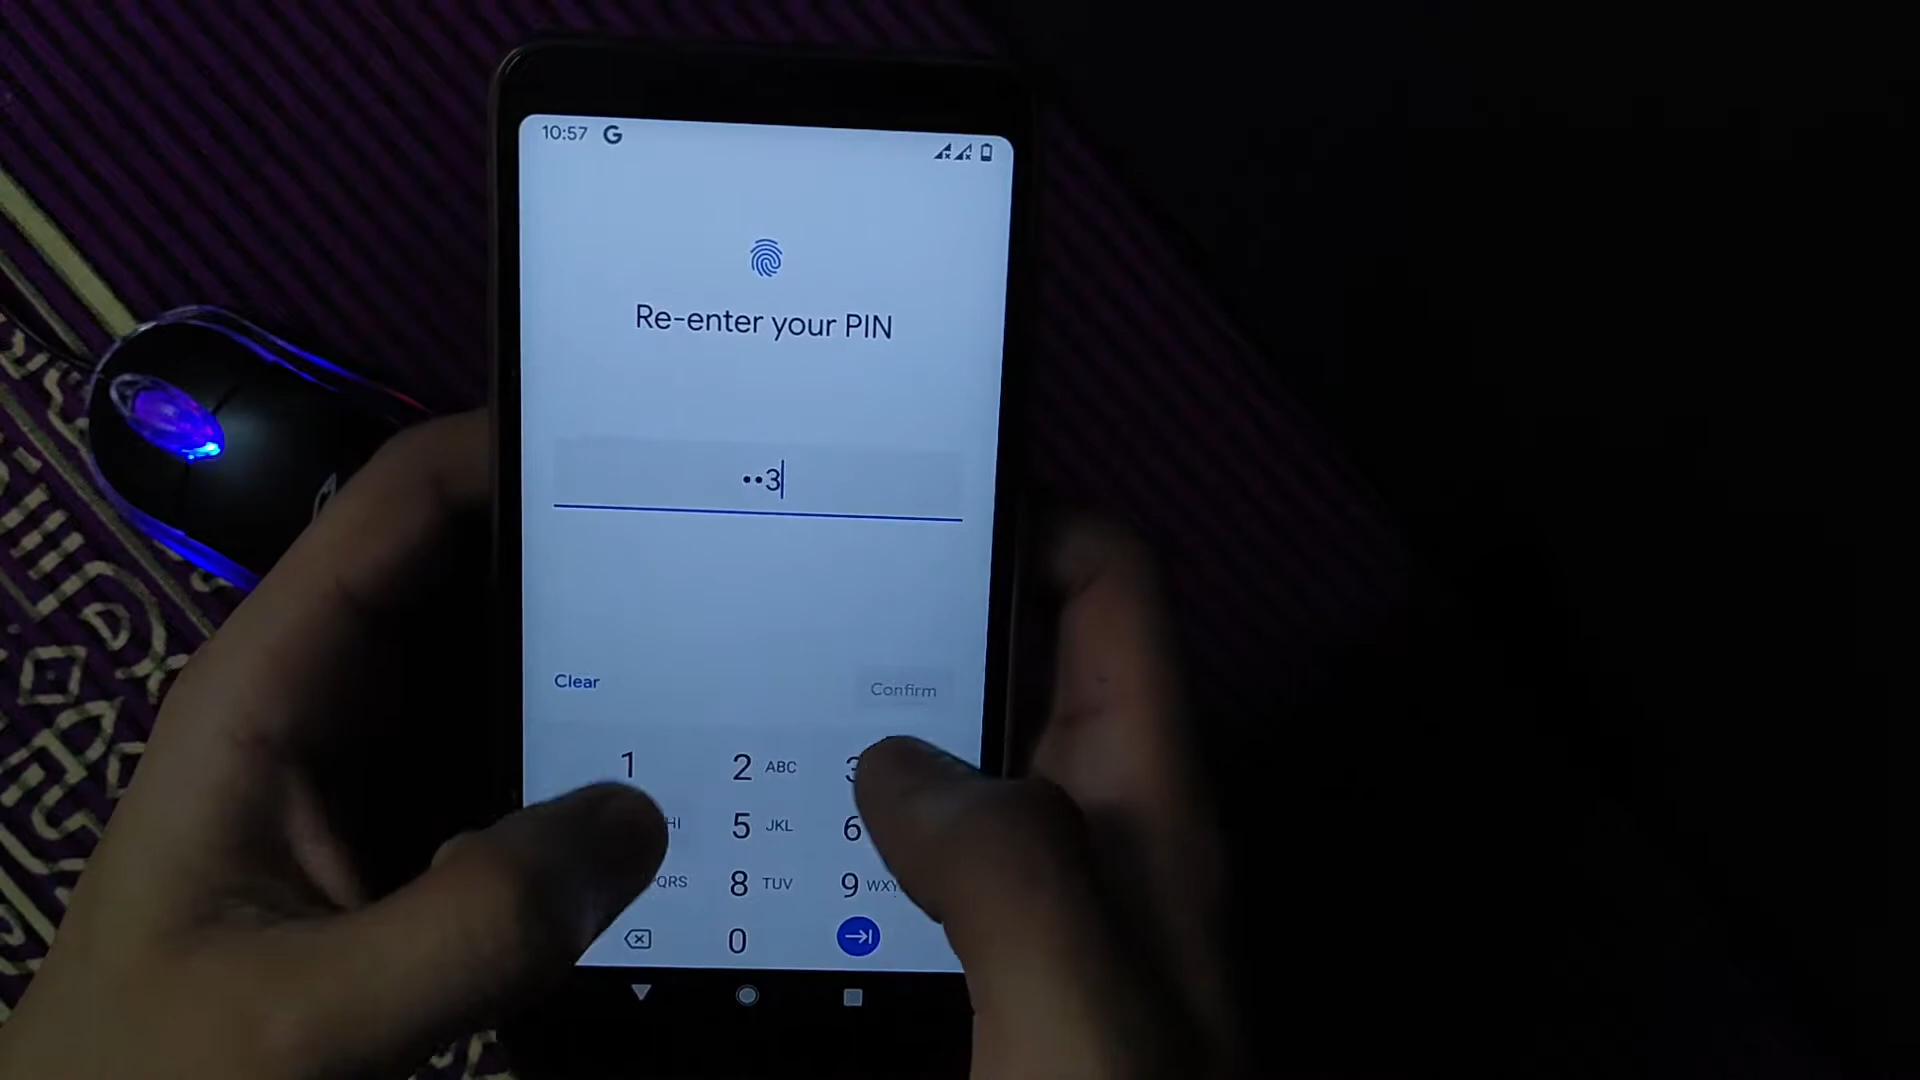 10:57 G
Re-enter your PIN
••3
Clear
Confirm
1
2 ABC
3
HI
5 JKL
6
QRS
8 TUV
9 WXY
0